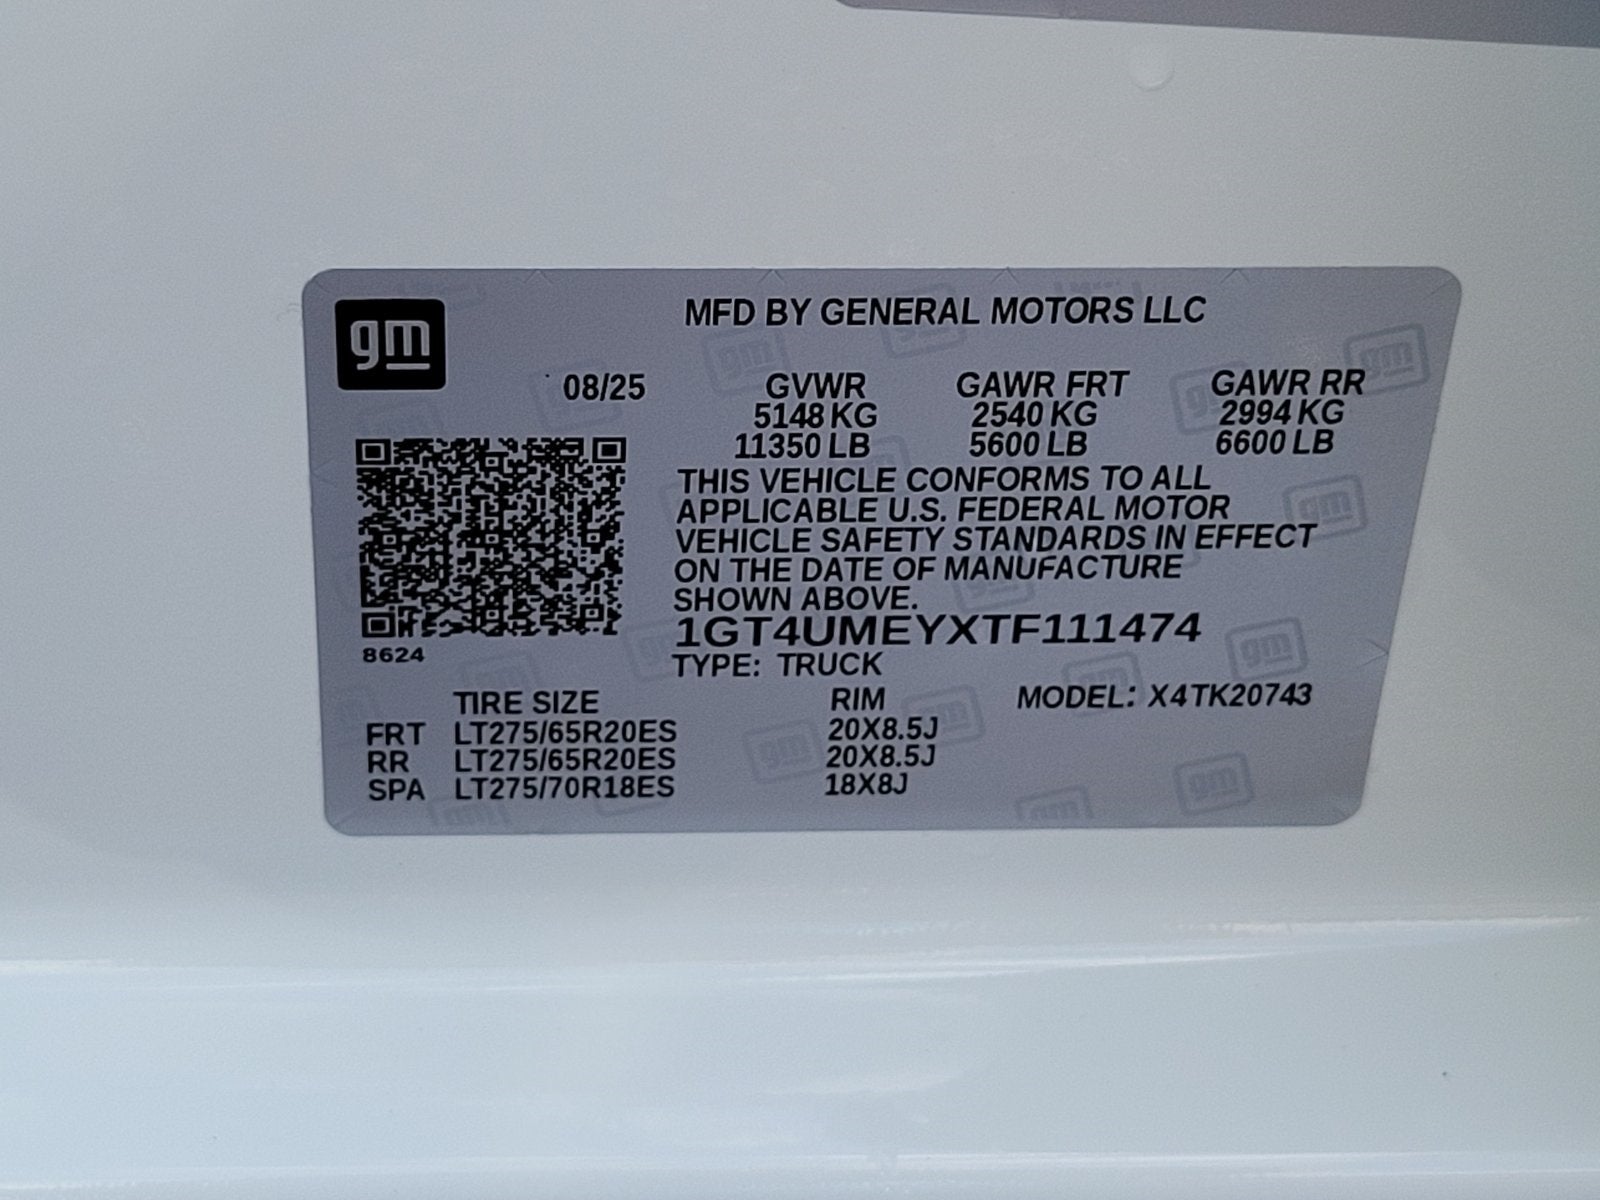 gm
MFD BY GENERAL MOTORS LLC
08/25 GVWR GAWR FRT GAWR RR
5148 KG 2540 KG 2994 KG
11350 LB 5600 LB 6600 LB
THIS VEHICLE CONFORMS TO ALL
APPLICABLE U.S. FEDERAL MOTOR
VEHICLE SAFETY STANDARDS IN EFFECT
ON THE DATE OF MANUFACTURE
SHOWN ABOVE.
1GT4UMEYXTF111474
8624
TYPE: TRUCK
TIRE SIZE RIM MODEL: X4TK20743
FRT LT275/65R20ES 20X8.5J
RR LT275/65R20ES 20X8.5J
SPA LT275/70R18ES 18X8J